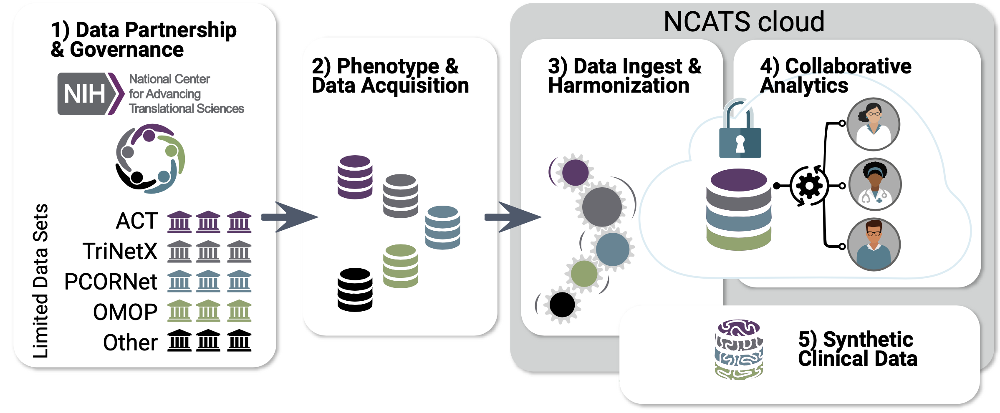 1) Data Partnership
& Governance
NIH
National Center
for Advancing
Translational Sciences
Limited Data Sets
ACT
TriNetX
PCORNet
OMOP
Other
2) Phenotype &
Data Acquisition
NCATS cloud
3) Data Ingest &
Harmonization
4) Collaborative
Analytics
5) Synthetic
Clinical Data